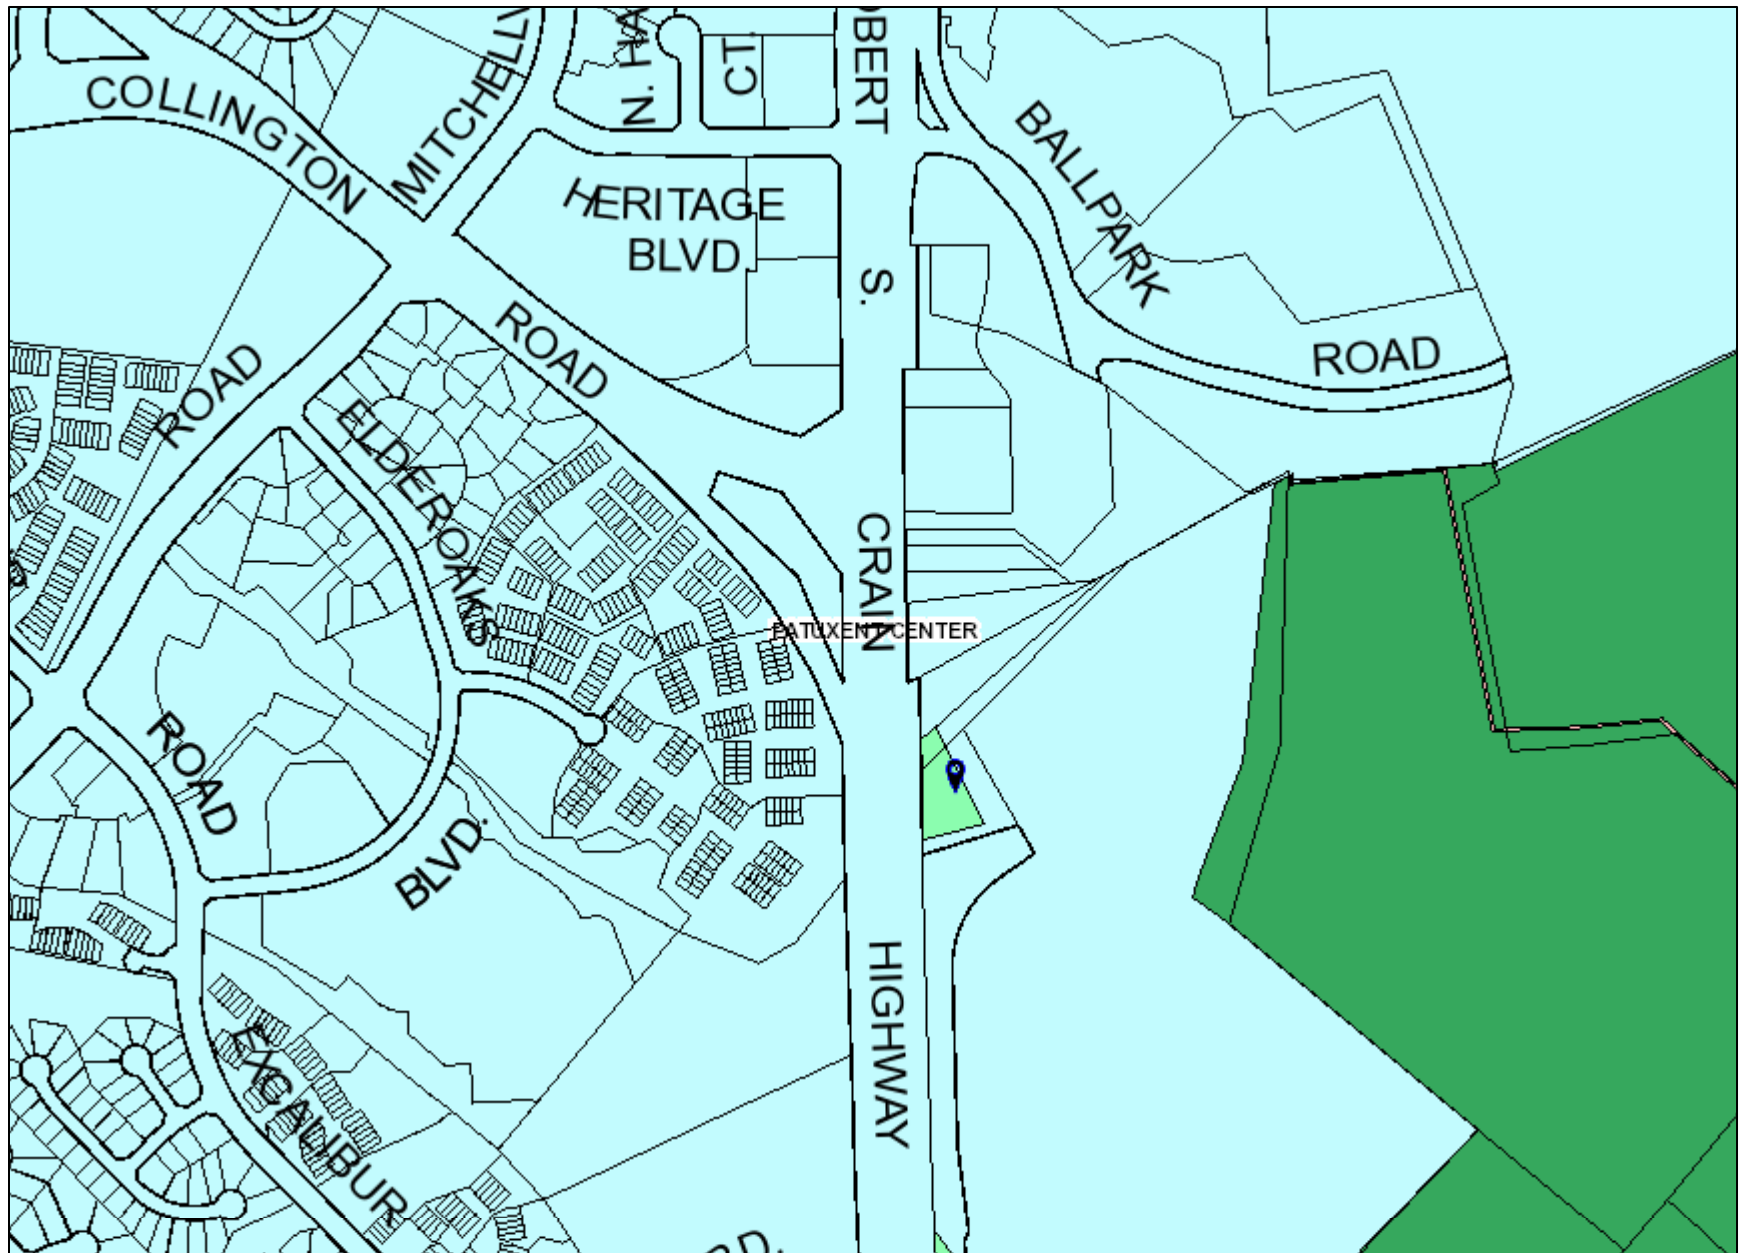 COLLINGTON
MITCHELLV
N. HA
CT.
OBERT
BALLPARK
HERITAGE
BLVD
S.
ROAD
ROAD
ROAD
ELDEROAKS
CRAIN
PATUXENT CENTER
ROAD
BLVD.
HIGHWAY
EXCALIBUR
RD.